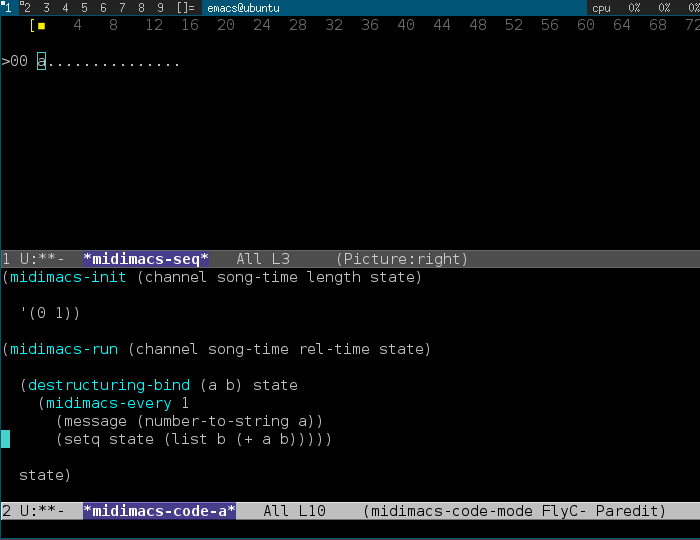 1 2 3 4 5 6 7 8 9 []= emacs@ubuntu cpu 0% 0% 0%
[■ 4 8 12 16 20 24 28 32 36 40 44 48 52 56 60 64 68 72
>00 a...............
1 U:**- *midimacs-seq* All L3 (Picture:right)
(midimacs-init (channel song-time length state)
'(0 1))
(midimacs-run (channel song-time rel-time state)
(destructuring-bind (a b) state
(midimacs-every 1
(message (number-to-string a))
(setq state (list b (+ a b)))))
state)
2 U:**- *midimacs-code-a* All L10 (midimacs-code-mode FlyC- Paredit)